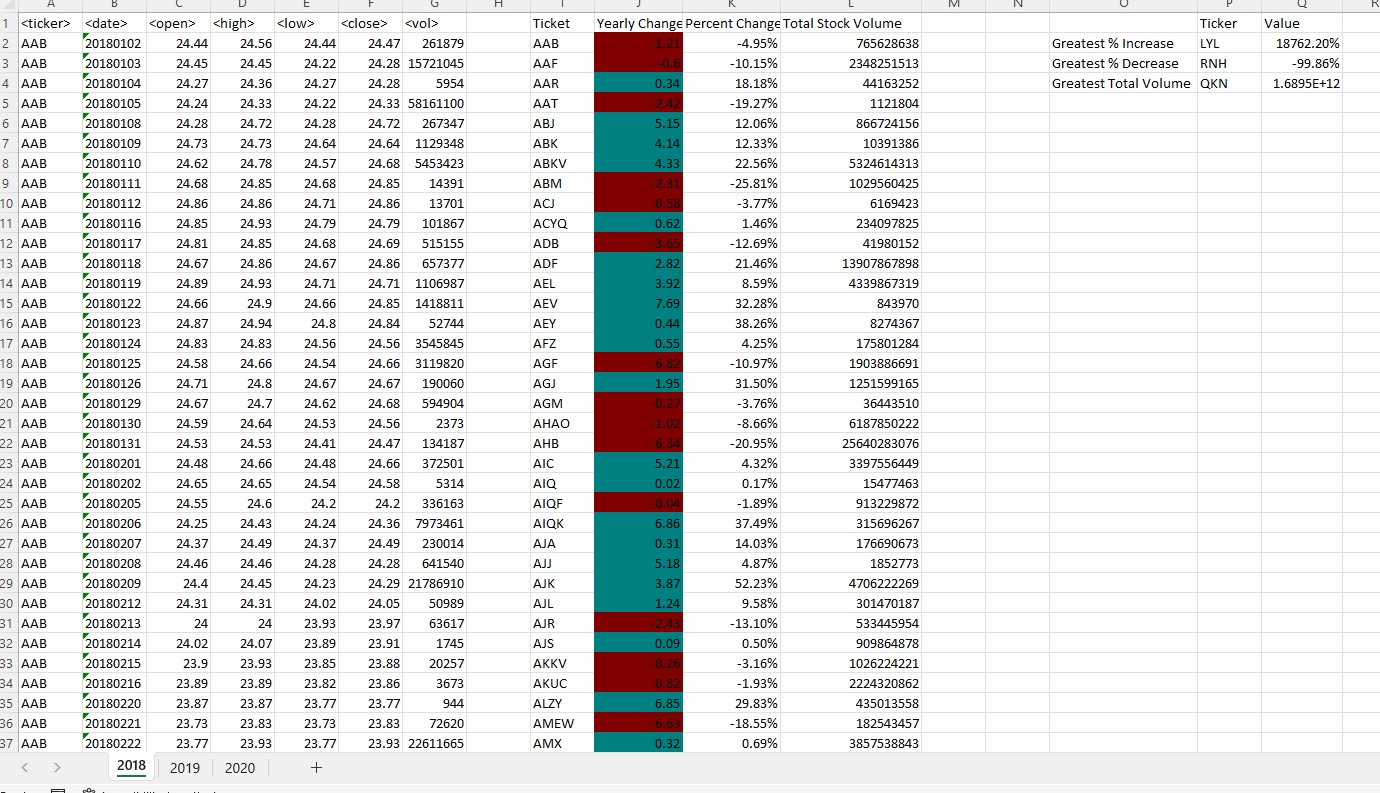 A B C D E F G H I J K L M N O P Q R
1 <ticker> <date> <open> <high> <low> <close> <vol> Ticket Yearly Change Percent Change Total Stock Volume Ticker Value
2 AAB 20180102 24.44 24.56 24.44 24.47 261879 AAB -1.21 -4.95% 765628638 Greatest % Increase LYL 18762.20%
3 AAB 20180103 24.45 24.45 24.22 24.28 15721045 AAF -0.6 -10.15% 2348251513 Greatest % Decrease RNH -99.86%
4 AAB 20180104 24.27 24.36 24.27 24.28 5954 AAR 0.34 18.18% 44163252 Greatest Total Volume QKN 1.6895E+12
5 AAB 20180105 24.24 24.33 24.22 24.33 58161100 AAT -2.42 -19.27% 1121804
6 AAB 20180108 24.28 24.72 24.28 24.72 267347 ABJ 5.15 12.06% 866724156
7 AAB 20180109 24.73 24.73 24.64 24.64 1129348 ABK 4.14 12.33% 10391386
8 AAB 20180110 24.62 24.78 24.57 24.68 5453423 ABKV 4.33 22.56% 5324614313
9 AAB 20180111 24.68 24.85 24.68 24.85 14391 ABM -2.31 -25.81% 1029560425
10 AAB 20180112 24.86 24.86 24.71 24.86 13701 ACJ -0.58 -3.77% 6169423
11 AAB 20180116 24.85 24.93 24.79 24.79 101867 ACYQ 0.62 1.46% 234097825
12 AAB 20180117 24.81 24.85 24.68 24.69 515155 ADB -3.65 -12.69% 41980152
13 AAB 20180118 24.67 24.86 24.67 24.86 657377 ADF 2.82 21.46% 13907867898
14 AAB 20180119 24.89 24.93 24.71 24.71 1106987 AEL 3.92 8.59% 4339867319
15 AAB 20180122 24.66 24.9 24.66 24.85 1418811 AEV 7.69 32.28% 843970
16 AAB 20180123 24.87 24.94 24.8 24.84 52744 AEY 0.44 38.26% 8274367
17 AAB 20180124 24.83 24.83 24.56 24.56 3545845 AFZ 0.55 4.25% 175801284
18 AAB 20180125 24.58 24.66 24.54 24.66 3119820 AGF -6.82 -10.97% 1903886691
19 AAB 20180126 24.71 24.8 24.67 24.67 190060 AGJ 1.95 31.50% 1251599165
20 AAB 20180129 24.67 24.7 24.62 24.68 594904 AGM -0.27 -3.76% 36443510
21 AAB 20180130 24.59 24.64 24.53 24.56 2373 AHAO -1.02 -8.66% 6187850222
22 AAB 20180131 24.53 24.53 24.41 24.47 134187 AHB -6.34 -20.95% 25640283076
23 AAB 20180201 24.48 24.66 24.48 24.66 372501 AIC 5.21 4.32% 3397556449
24 AAB 20180202 24.65 24.65 24.54 24.58 5314 AIQ 0.02 0.17% 15477463
25 AAB 20180205 24.55 24.6 24.2 24.2 336163 AIQF -0.04 -1.89% 913229872
26 AAB 20180206 24.25 24.43 24.24 24.36 7973461 AIQK 6.86 37.49% 315696267
27 AAB 20180207 24.37 24.49 24.37 24.49 230014 AJA 0.31 14.03% 176690673
28 AAB 20180208 24.46 24.46 24.28 24.28 641540 AJJ 5.18 4.87% 1852773
29 AAB 20180209 24.4 24.45 24.23 24.29 21786910 AJK 3.87 52.23% 4706222269
30 AAB 20180212 24.31 24.31 24.02 24.05 50989 AJL 1.24 9.58% 301470187
31 AAB 20180213 24 24 23.93 23.97 63617 AJR -2.43 -13.10% 533445954
32 AAB 20180214 24.02 24.07 23.89 23.91 1745 AJS 0.09 0.50% 909864878
33 AAB 20180215 23.9 23.93 23.85 23.88 20257 AKKV -0.26 -3.16% 1026224221
34 AAB 20180216 23.89 23.89 23.82 23.86 3673 AKUC -0.82 -1.93% 2224320862
35 AAB 20180220 23.87 23.87 23.77 23.77 944 ALZY 6.85 29.83% 435013558
36 AAB 20180221 23.73 23.83 23.73 23.83 72620 AMEW -6.63 -18.55% 182543457
37 AAB 20180222 23.77 23.93 23.77 23.93 22611665 AMX 0.32 0.69% 3857538843
2018 2019 2020 +